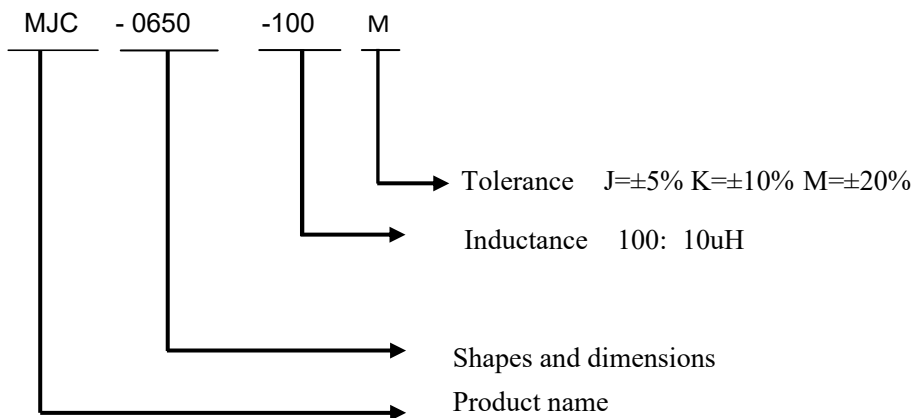 MJC - 0650 -100 M
Tolerance J=±5% K=±10% M=±20%
Inductance 100: 10uH
Shapes and dimensions
Product name